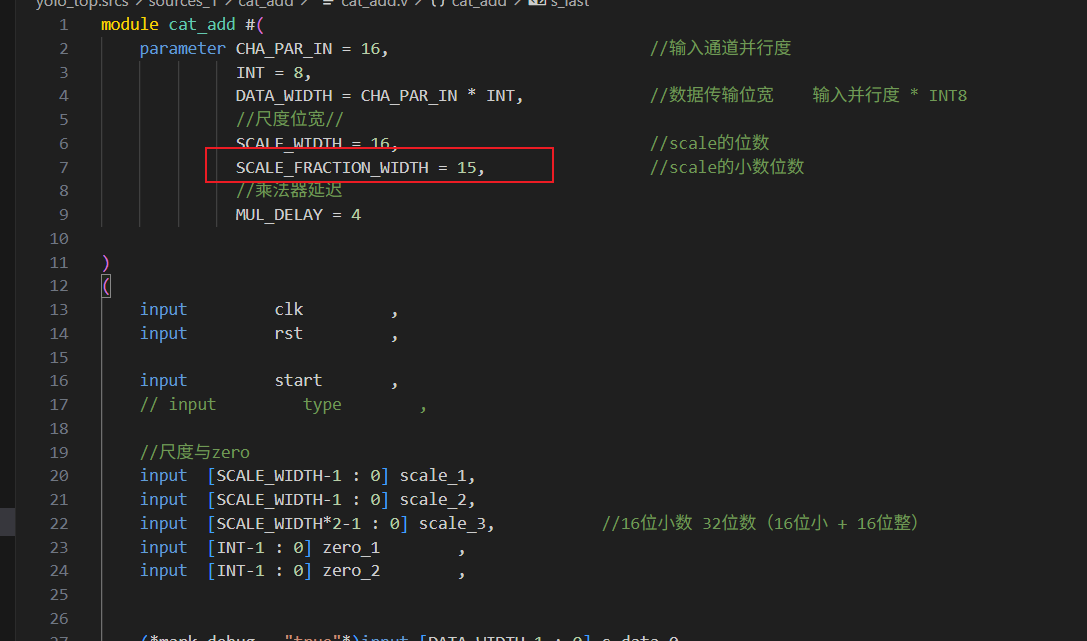 yolo_top.srcs > sources_1 > cat_add > cat_add.v > cat_add > s_last
1 module cat_add #(
2 parameter CHA_PAR_IN = 16, //输入通道并行度
3 INT = 8,
4 DATA_WIDTH = CHA_PAR_IN * INT, //数据传输位宽 输入并行度 * INT8
5 //尺度位宽//
6 SCALE_WIDTH = 16, //scale的位数
7 SCALE_FRACTION_WIDTH = 15, //scale的小数位数
8 //乘法器延迟
9 MUL_DELAY = 4
10
11 )
12 (
13 input clk ,
14 input rst ,
15
16 input start ,
17 // input type ,
18
19 //尺度与zero
20 input [SCALE_WIDTH-1 : 0] scale_1,
21 input [SCALE_WIDTH-1 : 0] scale_2,
22 input [SCALE_WIDTH*2-1 : 0] scale_3, //16位小数 32位数（16位小 + 16位整）
23 input [INT-1 : 0] zero_1 ,
24 input [INT-1 : 0] zero_2 ,
25
26
27 (*mark_debug = "true"*)input [DATA_WIDTH-1 : 0] s_data_0